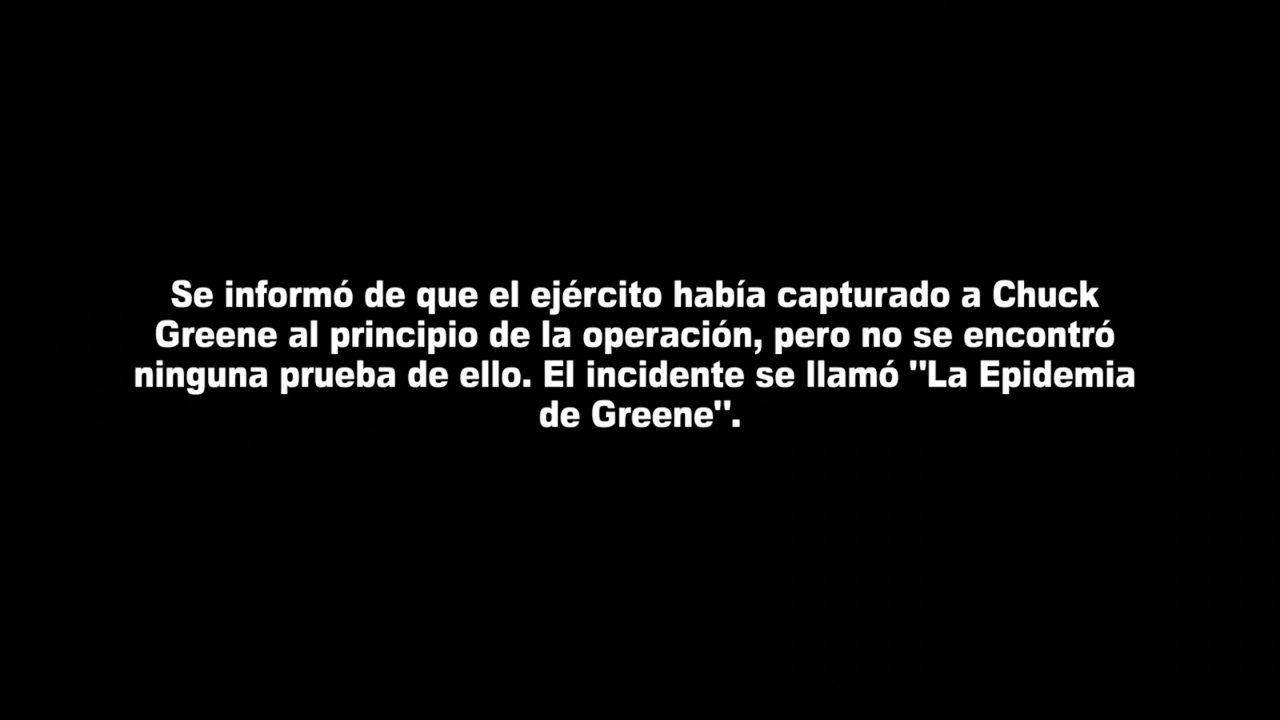 Se informó de que el ejército había capturado a Chuck
Greene al principio de la operación, pero no se encontró
ninguna prueba de ello. El incidente se llamó "La Epidemia
de Greene".